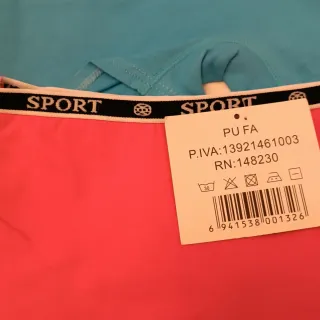 SPORT
SPORT
PU FA
P.IVA:13921461003
RN:148230
6 941538 001326